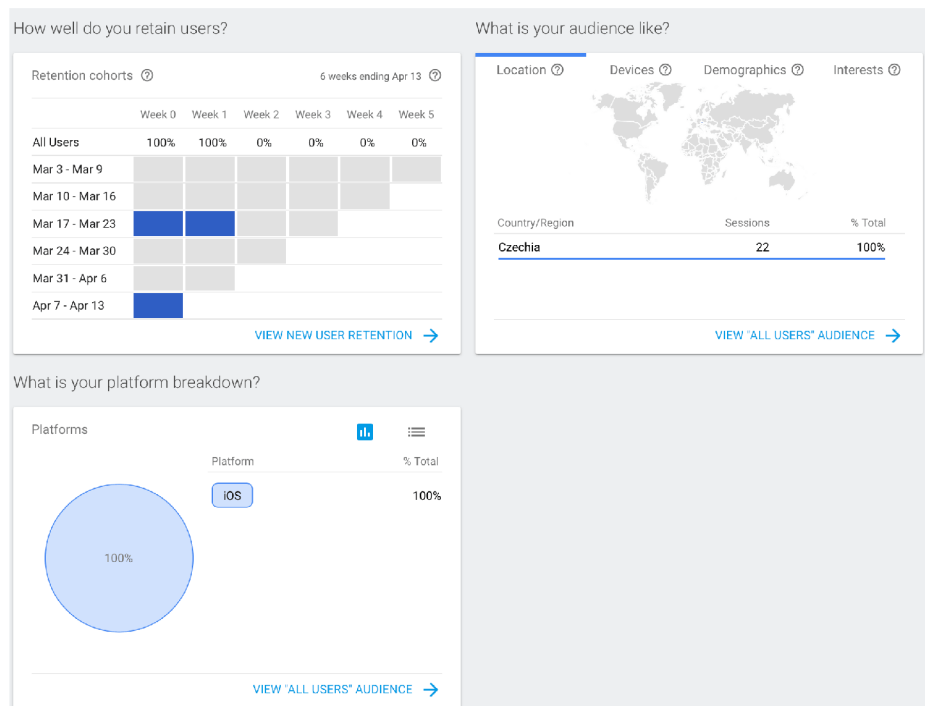 How well do you retain users?
Retention cohorts ?
6 weeks ending Apr 13 ?
Week 0 Week 1 Week 2 Week 3 Week 4 Week 5
All Users 100% 100% 0% 0% 0% 0%
Mar 3 - Mar 9
Mar 10 - Mar 16
Mar 17 - Mar 23
Mar 24 - Mar 30
Mar 31 - Apr 6
Apr 7 - Apr 13
VIEW NEW USER RETENTION
What is your audience like?
Location ? Devices ? Demographics ? Interests ?
Country/Region Sessions % Total
Czechia 22 100%
VIEW "ALL USERS" AUDIENCE
What is your platform breakdown?
Platforms
Platform % Total
iOS 100%
100%
VIEW "ALL USERS" AUDIENCE